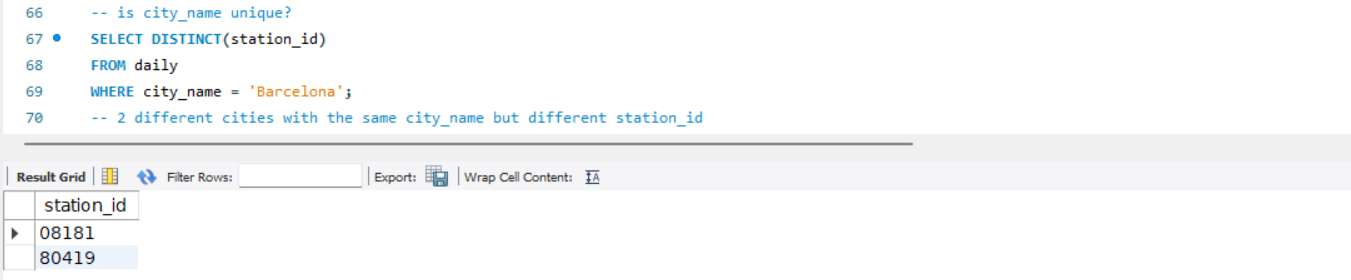 66 -- is city_name unique?
67 SELECT DISTINCT(station_id)
68 FROM daily
69 WHERE city_name = 'Barcelona';
70 -- 2 different cities with the same city_name but different station_id
Result Grid Filter Rows: Export: Wrap Cell Content:
station_id
08181
80419